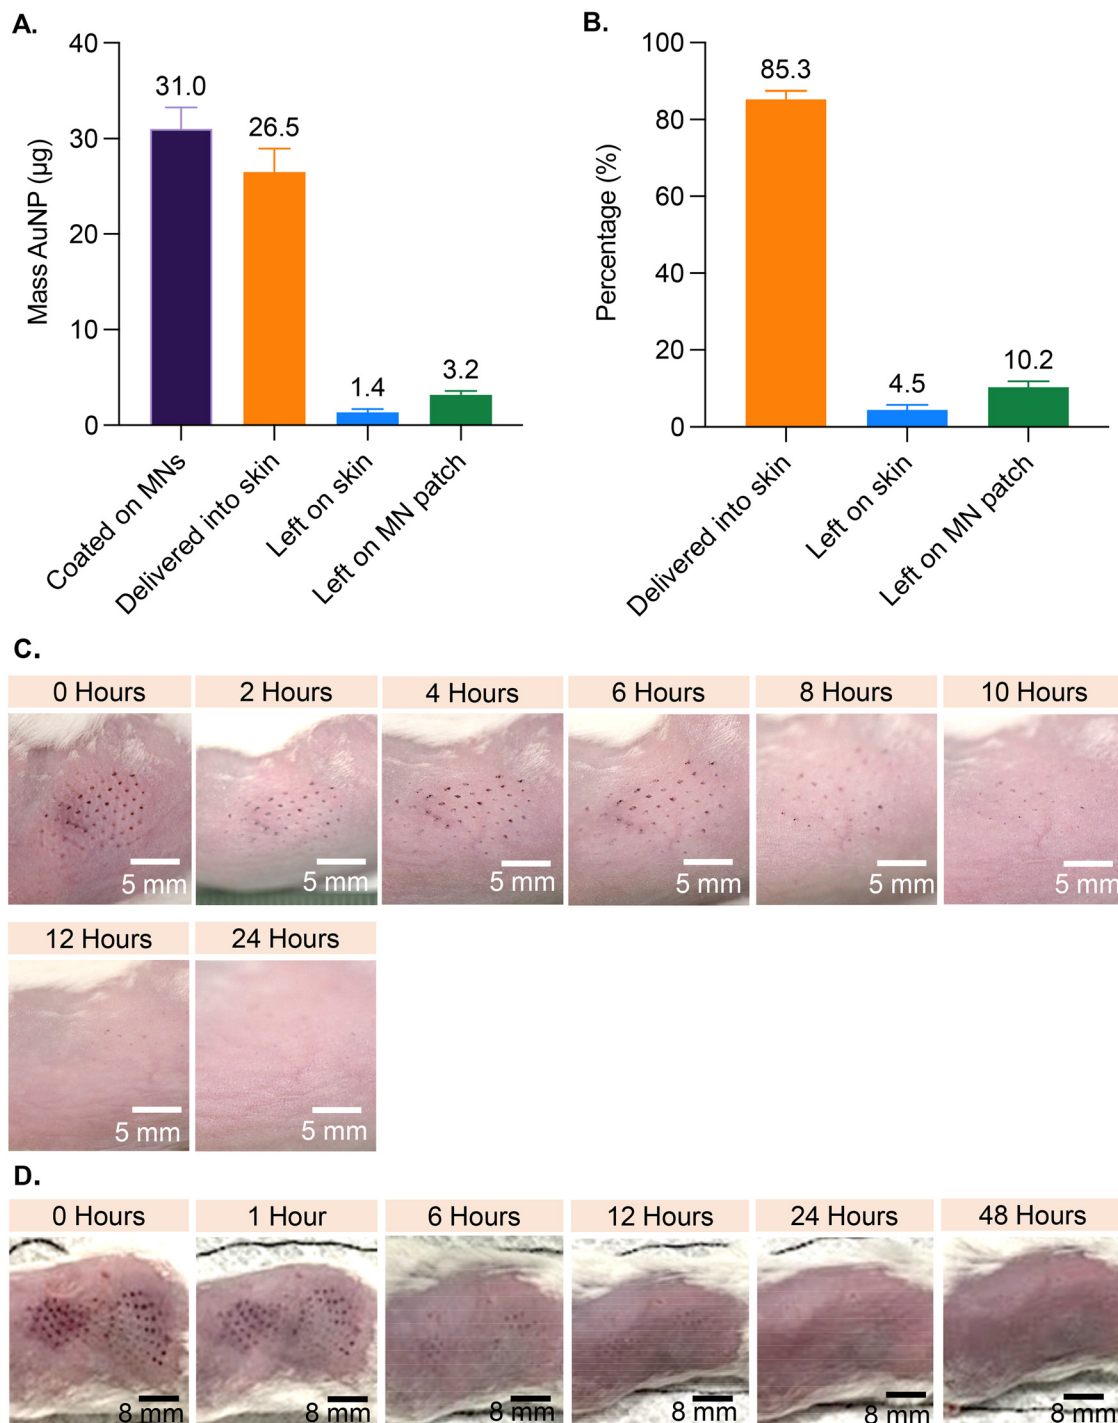 A.
Mass AuNP (μg)
40
30
20
10
0
31.0
26.5
1.4
3.2
Coated on MNs
Delivered into skin
Left on skin
Left on MN patch
B.
Percentage (%)
100
80
60
40
20
0
85.3
4.5
10.2
Delivered into skin
Left on skin
Left on MN patch
C.
0 Hours
2 Hours
4 Hours
6 Hours
8 Hours
10 Hours
5 mm
5 mm
5 mm
5 mm
5 mm
5 mm
12 Hours
24 Hours
5 mm
5 mm
D.
0 Hours
1 Hour
6 Hours
12 Hours
24 Hours
48 Hours
8 mm
8 mm
8 mm
8 mm
8 mm
8 mm